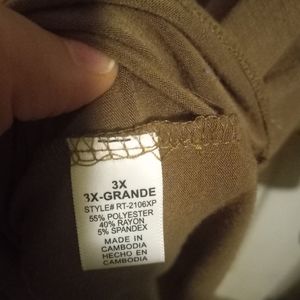 3X
3X-GRANDE
STYLE# RT-2106XP
55% POLYESTER
40% RAYON
5% SPANDEX
MADE IN
CAMBODIA
HECHO EN
CAMBODIA